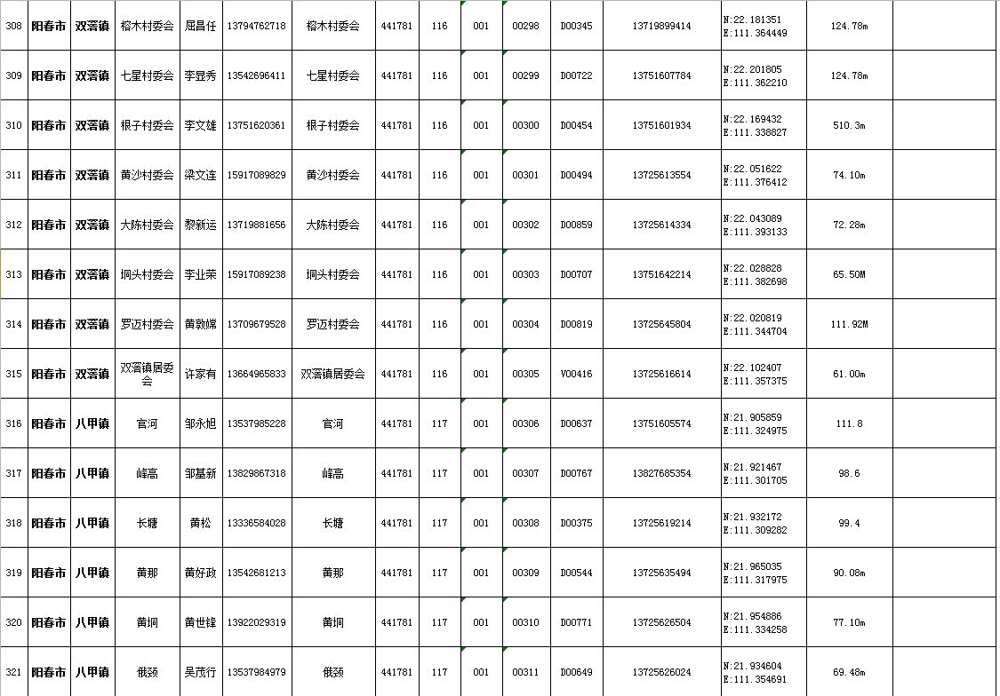 308 阳春市 双滘镇 榕木村委会 屈昌任 13794762718 榕木村委会 441781 116 001 00298 D00345 13719899414 N:22.181351 E:111.364449 124.78m
309 阳春市 双滘镇 七星村委会 李显秀 13542696411 七星村委会 441781 116 001 00299 D00722 13751607784 N:22.201805 E:111.362210 124.78m
310 阳春市 双滘镇 根子村委会 李文雄 13751620361 根子村委会 441781 116 001 00300 D00454 13751601934 N:22.169432 E:111.338827 510.3m
311 阳春市 双滘镇 黄沙村委会 梁文连 15917089829 黄沙村委会 441781 116 001 00301 D00494 13725613554 N:22.051622 E:111.376412 74.10m
312 阳春市 双滘镇 大陈村委会 黎新运 13719881656 大陈村委会 441781 116 001 00302 D00859 13725614334 N:22.043089 E:111.393133 72.28m
313 阳春市 双滘镇 垌头村委会 李业荣 15917089238 垌头村委会 441781 116 001 00303 D00707 13751642214 N:22.028828 E:111.382698 65.50M
314 阳春市 双滘镇 罗迈村委会 黄敦嫦 13709679528 罗迈村委会 441781 116 001 00304 D00819 13725645804 N:22.020819 E:111.344704 111.92M
315 阳春市 双滘镇 双滘镇居委会 许家有 13664965833 双滘镇居委会 441781 116 001 00305 V00416 13725616614 N:22.102407 E:111.357375 61.00m
316 阳春市 八甲镇 官河 邹永旭 13537985228 官河 441781 117 001 00306 D00637 13751605574 N:21.905859 E:111.324975 111.8
317 阳春市 八甲镇 峰高 邹基新 13829867318 峰高 441781 117 001 00307 D00767 13827685354 N:21.921467 E:111.301705 98.6
318 阳春市 八甲镇 长塘 黄松 13336584028 长塘 441781 117 001 00308 D00375 13725619214 N:21.932172 E:111.309282 99.4
319 阳春市 八甲镇 黄那 黄好政 13542681213 黄那 441781 117 001 00309 D00544 13725635494 N:21.965035 E:111.317975 90.08m
320 阳春市 八甲镇 黄垌 黄世锋 13922029319 黄垌 441781 117 001 00310 D00771 13725626504 N:21.954886 E:111.334258 77.10m
321 阳春市 八甲镇 俄颈 吴茂行 13537984979 俄颈 441781 117 001 00311 D00649 13725626024 N:21.934604 E:111.354691 69.48m